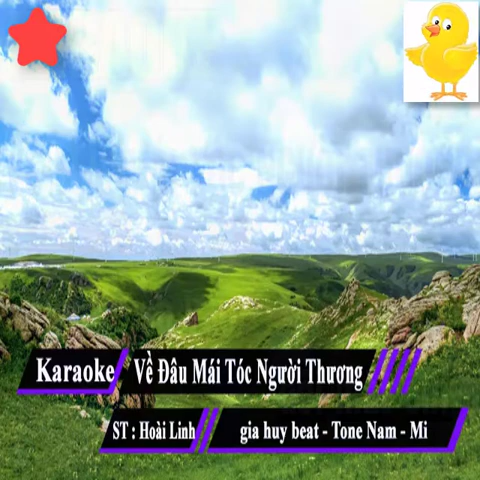 Karaoke Về Đâu Mái Tóc Người Thương
ST : Hoài Linh gia huy beat - Tone Nam - Mi